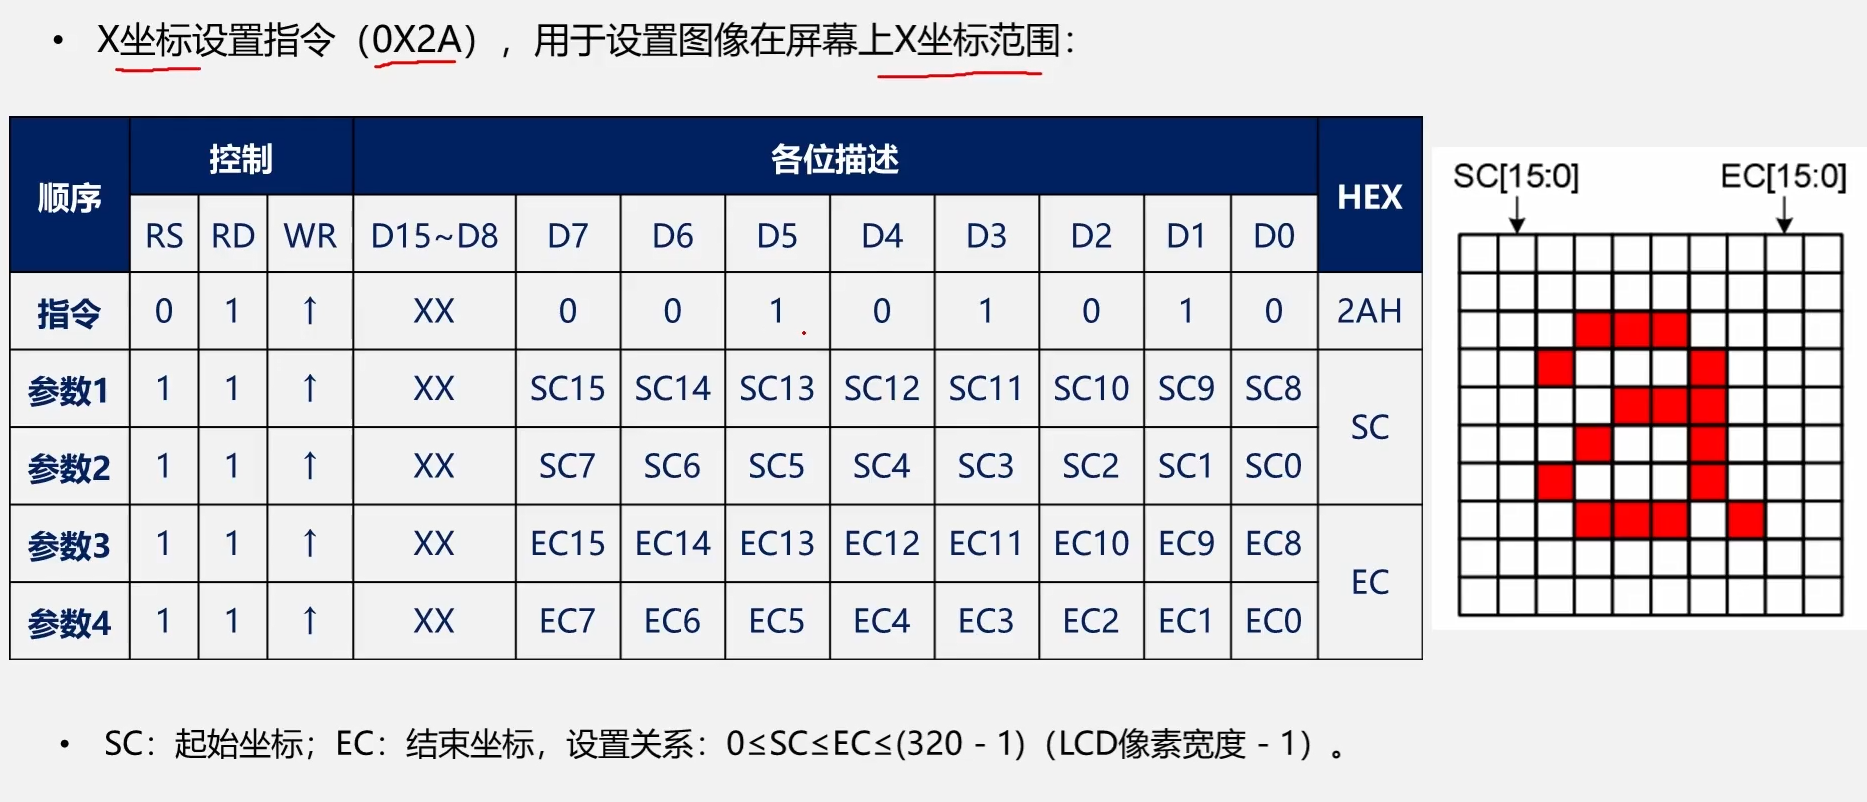 • X坐标设置指令（0X2A），用于设置图像在屏幕上X坐标范围：
顺序 控制 各位描述 HEX
RS RD WR D15~D8 D7 D6 D5 D4 D3 D2 D1 D0
指令 0 1 ↑ XX 0 0 1 0 1 0 1 0 2AH
参数1 1 1 ↑ XX SC15 SC14 SC13 SC12 SC11 SC10 SC9 SC8 SC
参数2 1 1 ↑ XX SC7 SC6 SC5 SC4 SC3 SC2 SC1 SC0
参数3 1 1 ↑ XX EC15 EC14 EC13 EC12 EC11 EC10 EC9 EC8 EC
参数4 1 1 ↑ XX EC7 EC6 EC5 EC4 EC3 EC2 EC1 EC0
SC[15:0] EC[15:0]
• SC：起始坐标；EC：结束坐标，设置关系：0≤SC≤EC≤(320 - 1)（LCD像素宽度 - 1）。